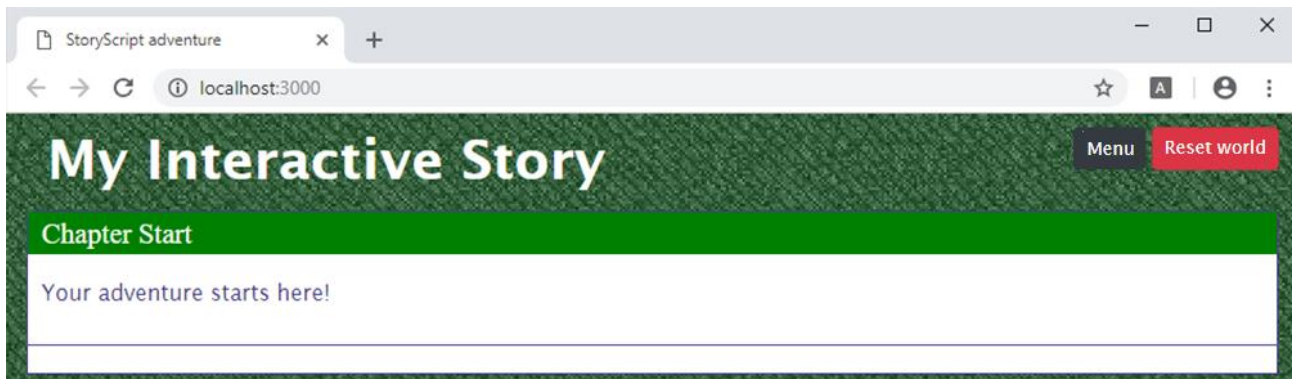 StoryScript adventure
localhost:3000
My Interactive Story
Menu Reset world
Chapter Start
Your adventure starts here!